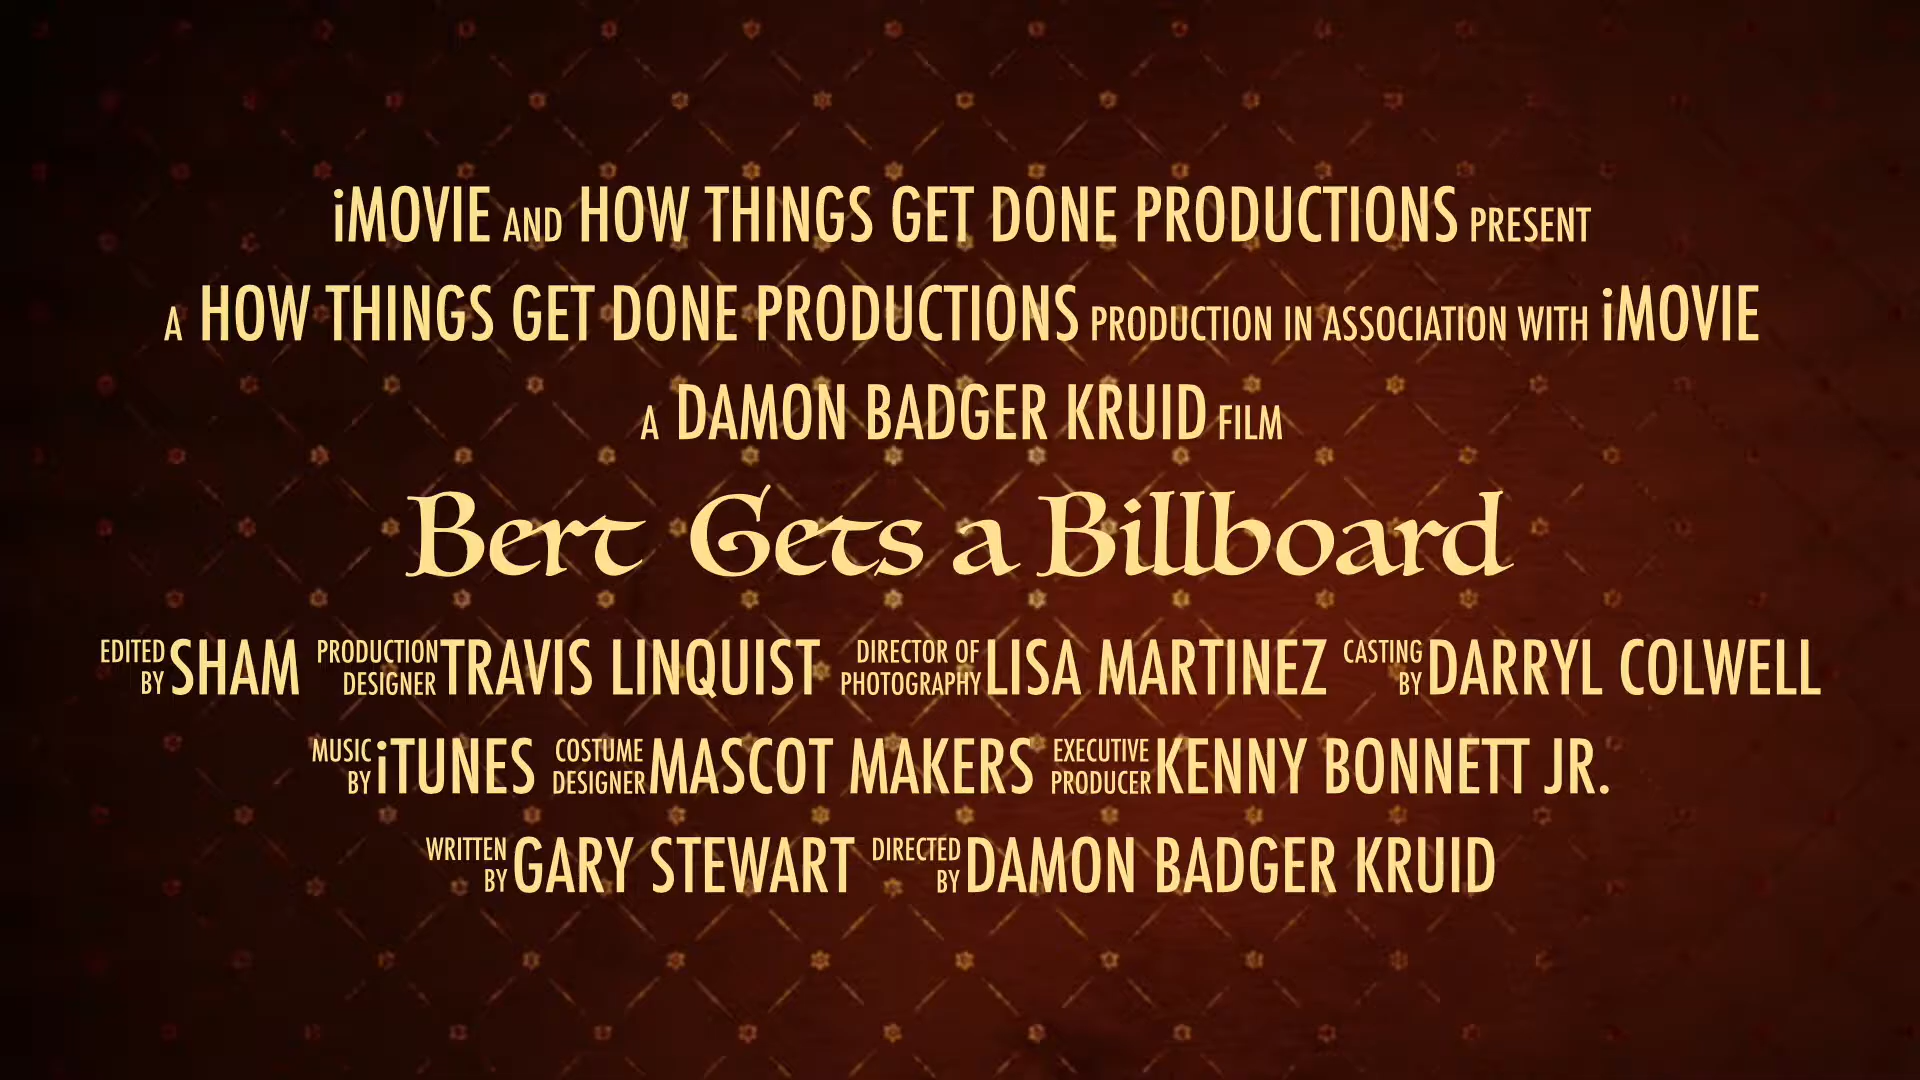 iMOVIE AND HOW THINGS GET DONE PRODUCTIONS PRESENT
A HOW THINGS GET DONE PRODUCTIONS PRODUCTION IN ASSOCIATION WITH iMOVIE
A DAMON BADGER KRUID FILM
Bert Gets a Billboard
EDITED BY SHAM PRODUCTION DESIGNER TRAVIS LINQUIST DIRECTOR OF PHOTOGRAPHY LISA MARTINEZ CASTING BY DARRYL COLWELL
MUSIC BY iTUNES COSTUME DESIGNER MASCOT MAKERS EXECUTIVE PRODUCER KENNY BONNETT JR.
WRITTEN BY GARY STEWART DIRECTED BY DAMON BADGER KRUID